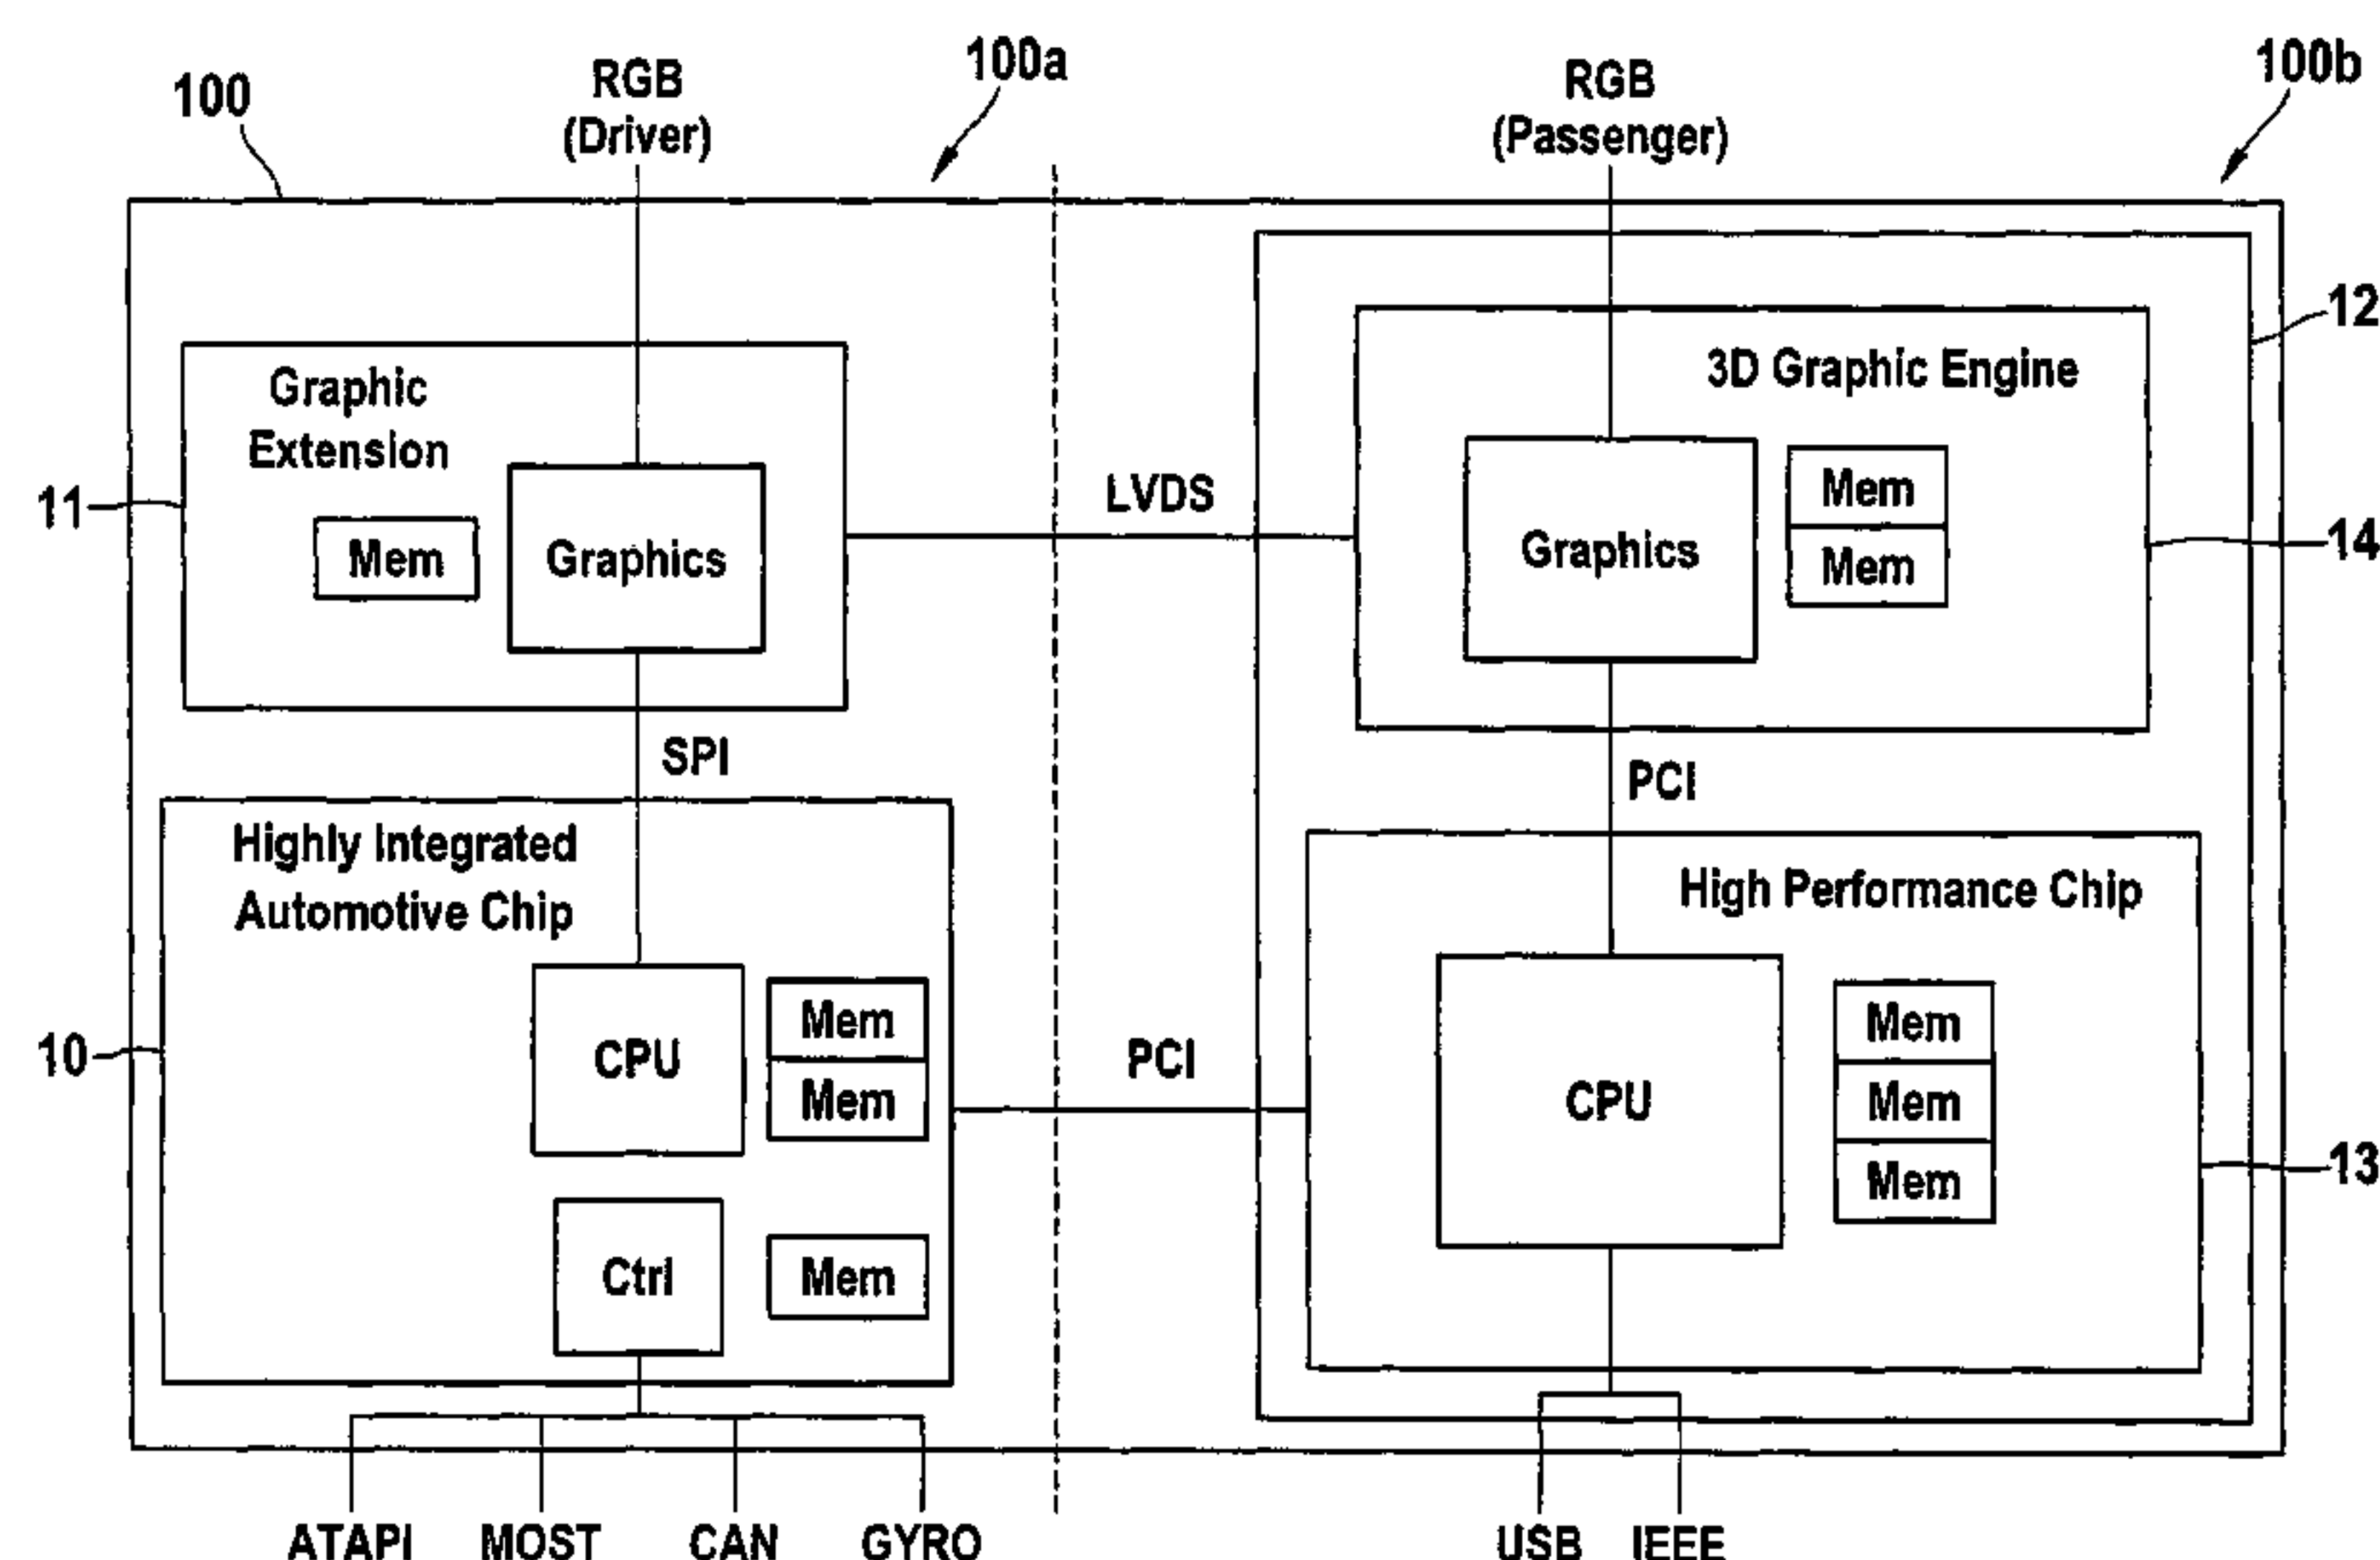 100
RGB
(Driver)
100a
RGB
(Passenger)
100b
12
Graphic
Extension
11
Mem
Graphics
LVDS
3D Graphic Engine
Graphics
Mem
Mem
14
SPI
PCI
Highly Integrated
Automotive Chip
10
CPU
Mem
Mem
Ctrl
Mem
PCI
High Performance Chip
CPU
Mem
Mem
Mem
13
ATAPI
MOST
CAN
GYRO
USB
IEEE